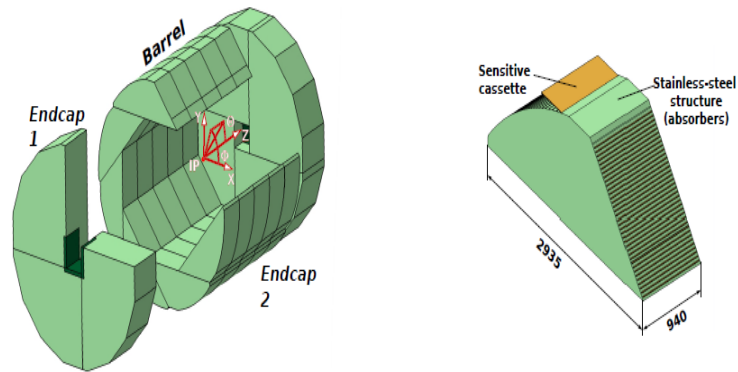 Barrel
Endcap
1
Y
Θ
Z
IP
Φ
X
Endcap
2
Sensitive
cassette
Stainless-steel
structure
(absorbers)
2935
940